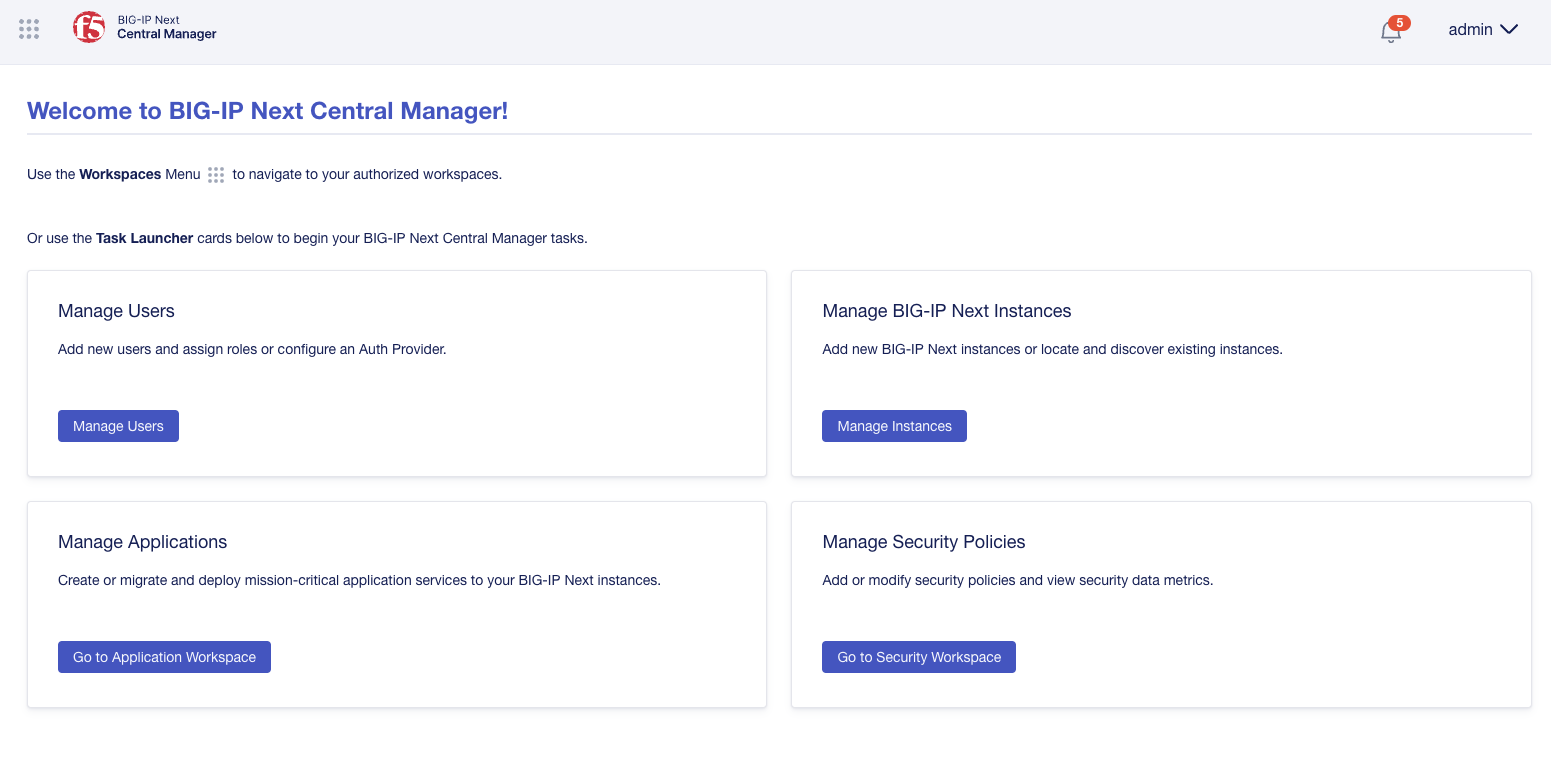 f5
BIG-IP Next
Central Manager
5
admin
Welcome to BIG-IP Next Central Manager!
Use the Workspaces Menu to navigate to your authorized workspaces.
Or use the Task Launcher cards below to begin your BIG-IP Next Central Manager tasks.
Manage Users
Add new users and assign roles or configure an Auth Provider.
Manage Users
Manage BIG-IP Next Instances
Add new BIG-IP Next instances or locate and discover existing instances.
Manage Instances
Manage Applications
Create or migrate and deploy mission-critical application services to your BIG-IP Next instances.
Go to Application Workspace
Manage Security Policies
Add or modify security policies and view security data metrics.
Go to Security Workspace